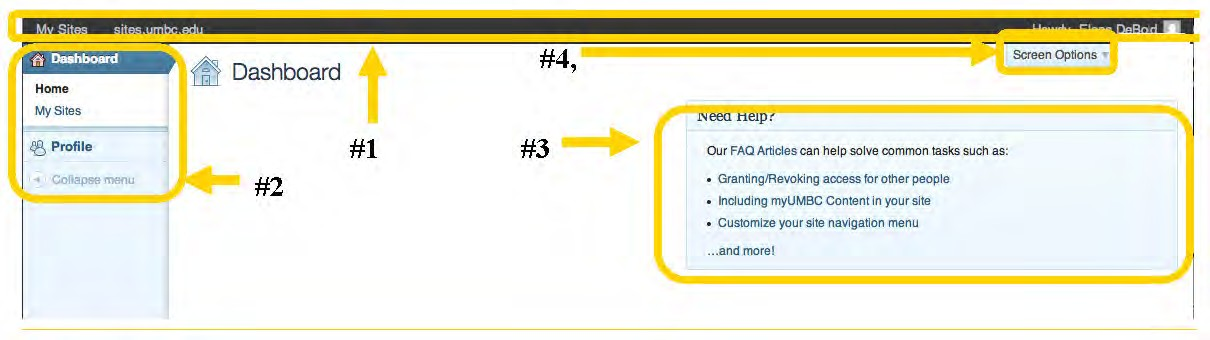 My Sites sites.umbc.edu Howdy, Elena DeBoid
Dashboard
Home
My Sites
Profile
Collapse menu
Dashboard
#1
#2
#3
#4,
Screen Options
Need Help?
Our FAQ Articles can help solve common tasks such as:
• Granting/Revoking access for other people
• Including myUMBC Content in your site
• Customize your site navigation menu
...and more!